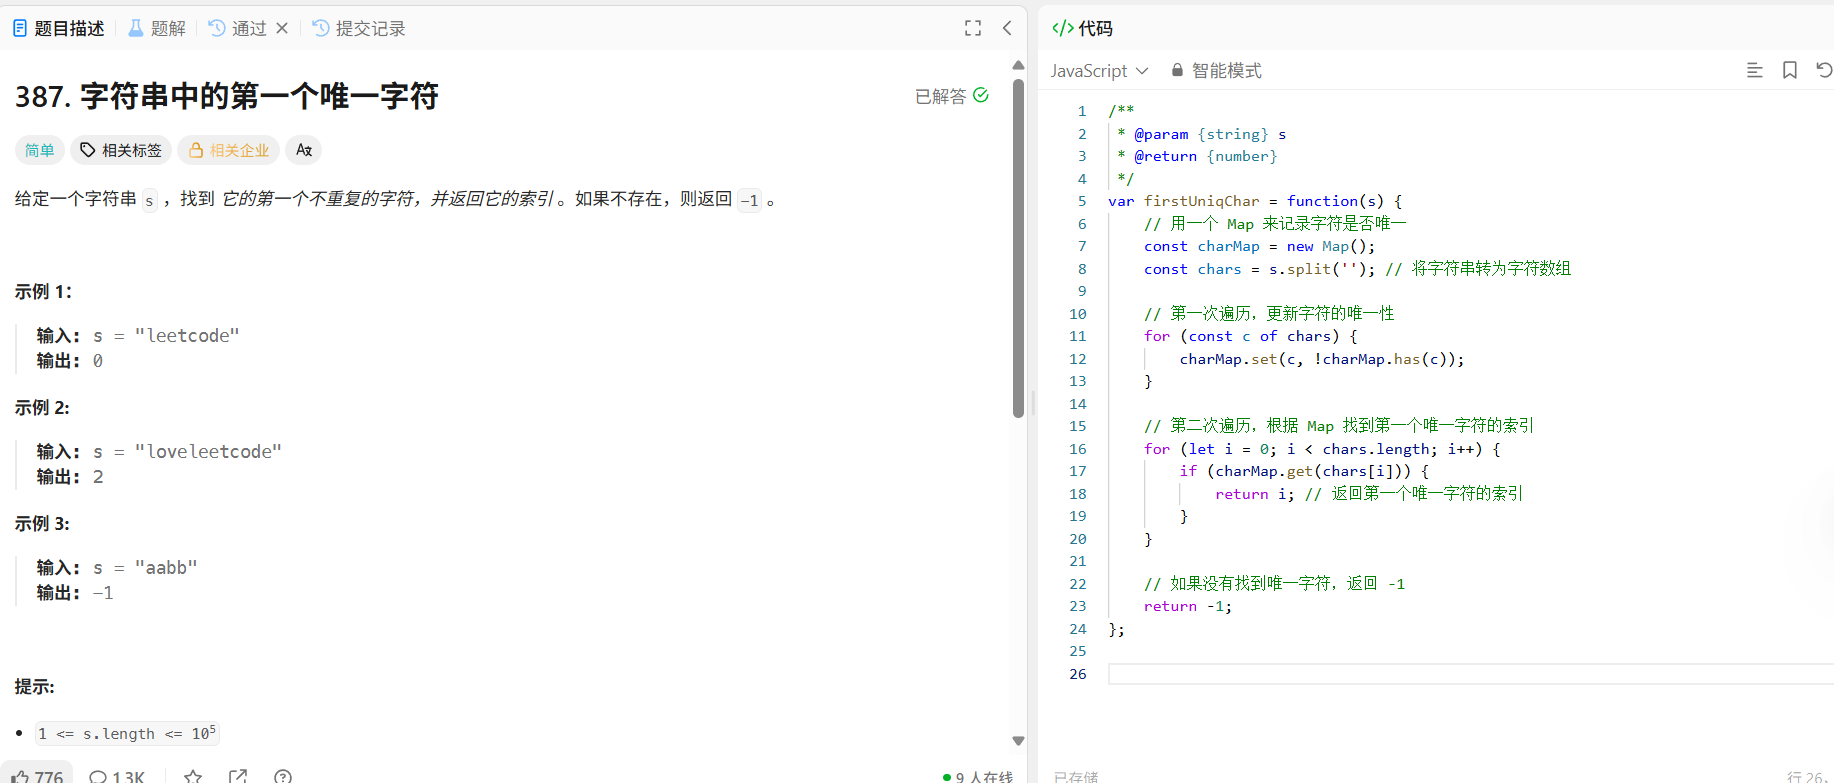 题目描述 题解 通过 提交记录
387. 字符串中的第一个唯一字符
已解答
简单 相关标签 相关企业
给定一个字符串 s ，找到 它的第一个不重复的字符，并返回它的索引 。如果不存在，则返回 -1 。
示例 1：
输入: s = "leetcode"
输出: 0
示例 2:
输入: s = "loveleetcode"
输出: 2
示例 3:
输入: s = "aabb"
输出: -1
提示:
1 <= s.length <= 10⁵
776 1.3K
9 人在线
</> 代码
JavaScript 智能模式
1 /**
2 * @param {string} s
3 * @return {number}
4 */
5 var firstUniqChar = function(s) {
6 // 用一个 Map 来记录字符是否唯一
7 const charMap = new Map();
8 const chars = s.split(''); // 将字符串转为字符数组
9
10 // 第一次遍历，更新字符的唯一性
11 for (const c of chars) {
12 charMap.set(c, !charMap.has(c));
13 }
14
15 // 第二次遍历，根据 Map 找到第一个唯一字符的索引
16 for (let i = 0; i < chars.length; i++) {
17 if (charMap.get(chars[i])) {
18 return i; // 返回第一个唯一字符的索引
19 }
20 }
21
22 // 如果没有找到唯一字符，返回 -1
23 return -1;
24 };
25
26
已存储
行 26,